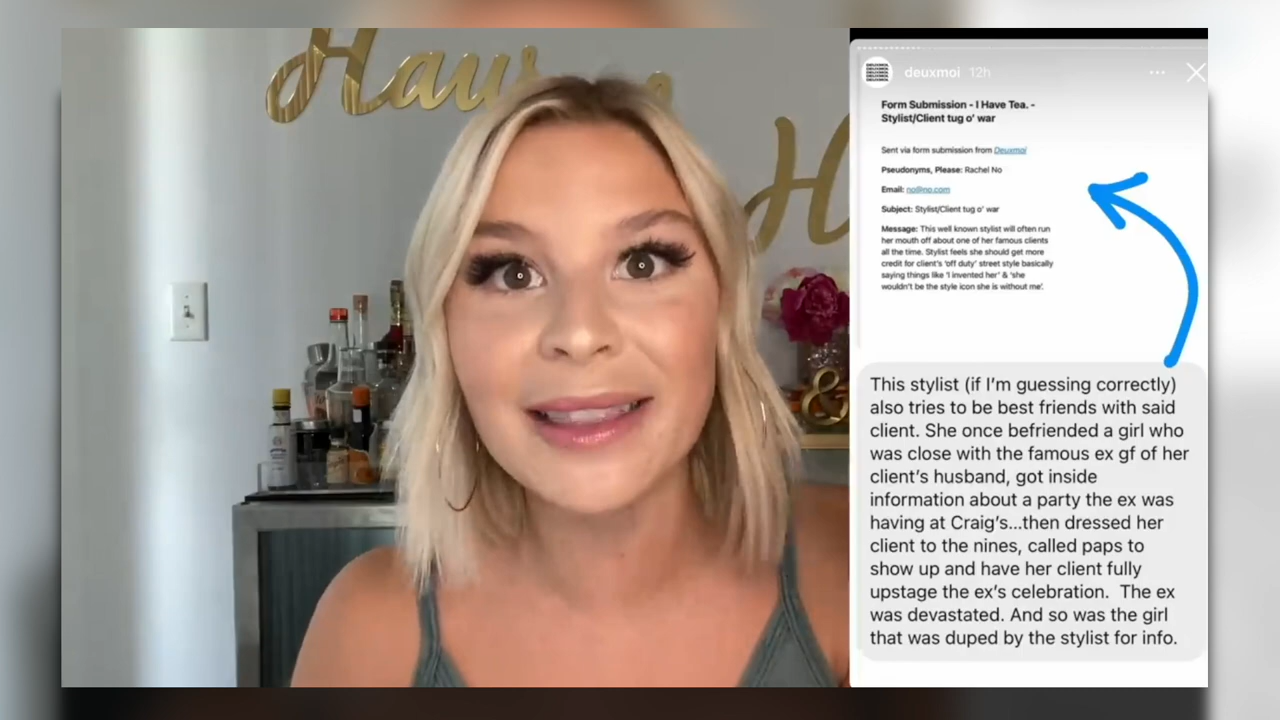 Haus
H
&
deuxmoi 12h
Form Submission - I Have Tea. -
Stylist/Client tug o' war
Sent via form submission from Deuxmoi
Pseudonyms, Please: Rachel No
Email: no@no.com
Subject: Stylist/Client tug o' war
Message: This well known stylist will often run
her mouth off about one of her famous clients
all the time. Stylist feels she should get more
credit for client's 'off duty' street style basically
saying things like 'I invented her' & 'she
wouldn't be the style icon she is without me'.
This stylist (if I'm guessing correctly)
also tries to be best friends with said
client. She once befriended a girl who
was close with the famous ex gf of her
client's husband, got inside
information about a party the ex was
having at Craig's...then dressed her
client to the nines, called paps to
show up and have her client fully
upstage the ex's celebration. The ex
was devastated. And so was the girl
that was duped by the stylist for info.